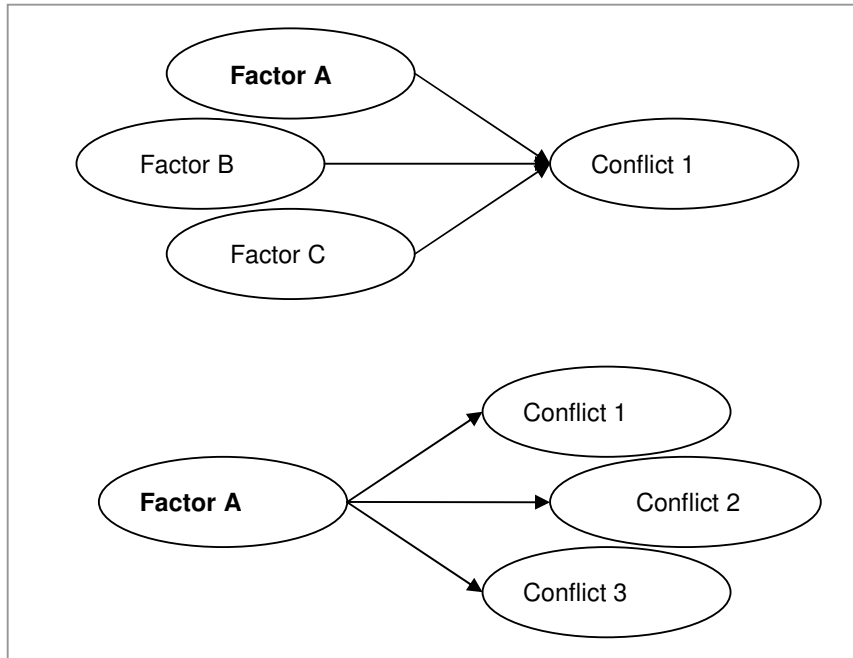 Factor A
Factor B
Conflict 1
Factor C
Conflict 1
Factor A
Conflict 2
Conflict 3